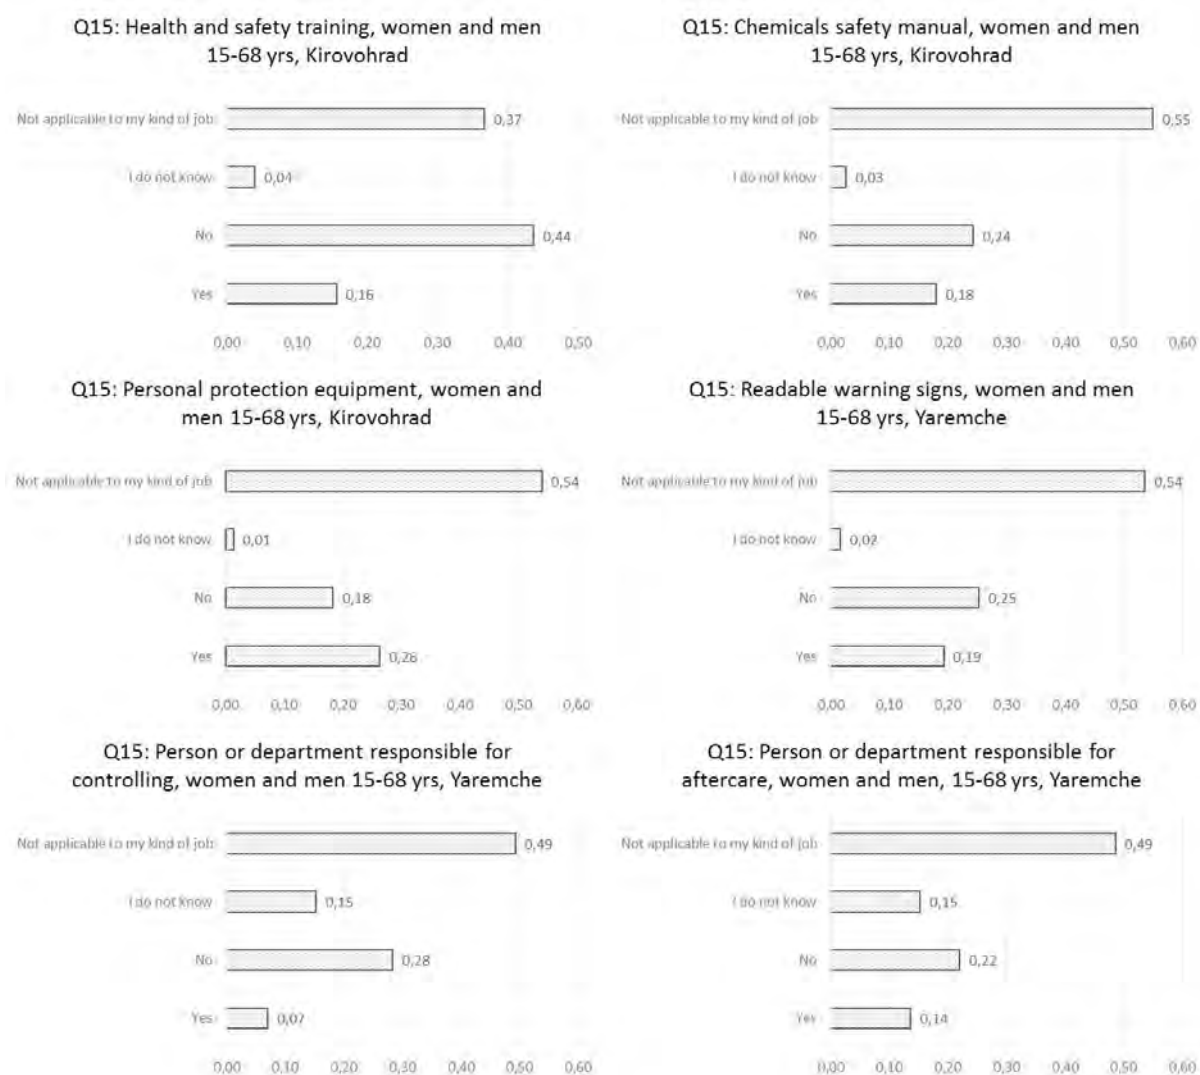 Q15: Health and safety training, women and men
15-68 yrs, Kirovohrad
Not applicable to my kind of job
0,37
I do not know
0,04
No
0,44
Yes
0,16
0,00 0,10 0,20 0,30 0,40 0,50
Q15: Chemicals safety manual, women and men
15-68 yrs, Kirovohrad
Not applicable to my kind of job
0,55
I do not know
0,03
No
0,24
Yes
0,18
0,00 0,10 0,20 0,30 0,40 0,50 0,60
Q15: Personal protection equipment, women and
men 15-68 yrs, Kirovohrad
Not applicable to my kind of job
0,54
I do not know
0,01
No
0,18
Yes
0,26
0,00 0,10 0,20 0,30 0,40 0,50 0,60
Q15: Readable warning signs, women and men
15-68 yrs, Yaremche
Not applicable to my kind of job
0,54
I do not know
0,02
No
0,25
Yes
0,19
0,00 0,10 0,20 0,30 0,40 0,50 0,60
Q15: Person or department responsible for
controlling, women and men 15-68 yrs, Yaremche
Not applicable to my kind of job
0,49
I do not know
0,15
No
0,28
Yes
0,07
0,00 0,10 0,20 0,30 0,40 0,50 0,60
Q15: Person or department responsible for
aftercare, women and men, 15-68 yrs, Yaremche
Not applicable to my kind of job
0,49
I do not know
0,15
No
0,22
Yes
0,14
0,00 0,10 0,20 0,30 0,40 0,50 0,60